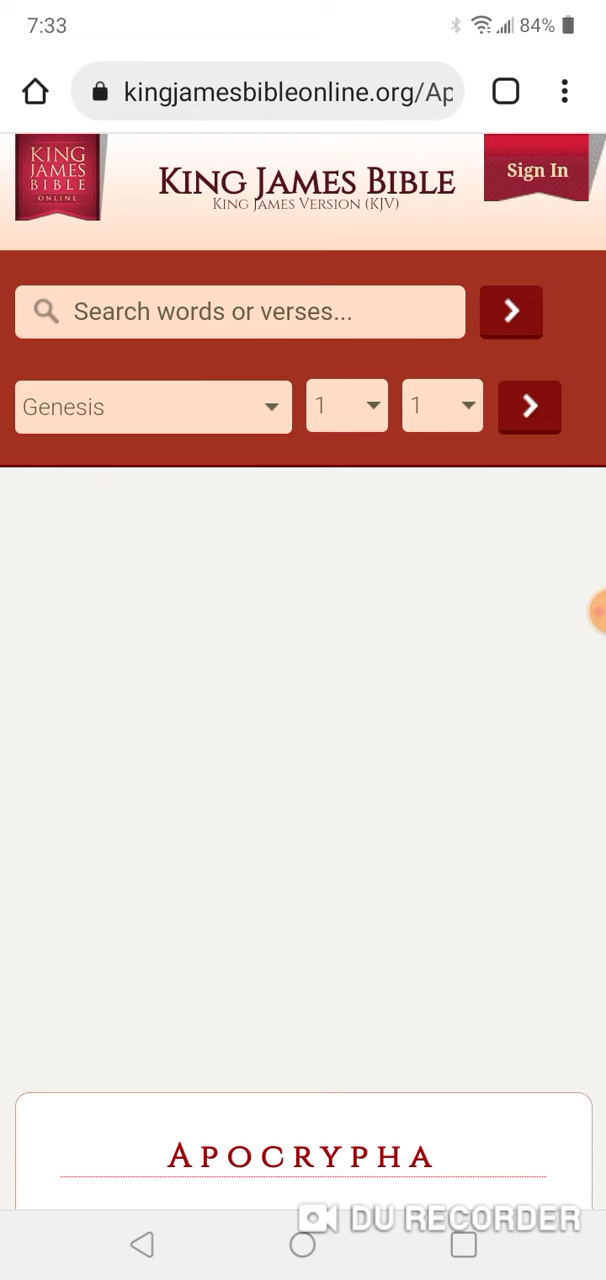 7:33
84%
kingjamesbibleonline.org/Ap
KING
JAMES
BIBLE
ONLINE
King James Bible
King James Version (KJV)
Sign In
Search words or verses...
Genesis
1
1
Apocrypha
DU RECORDER